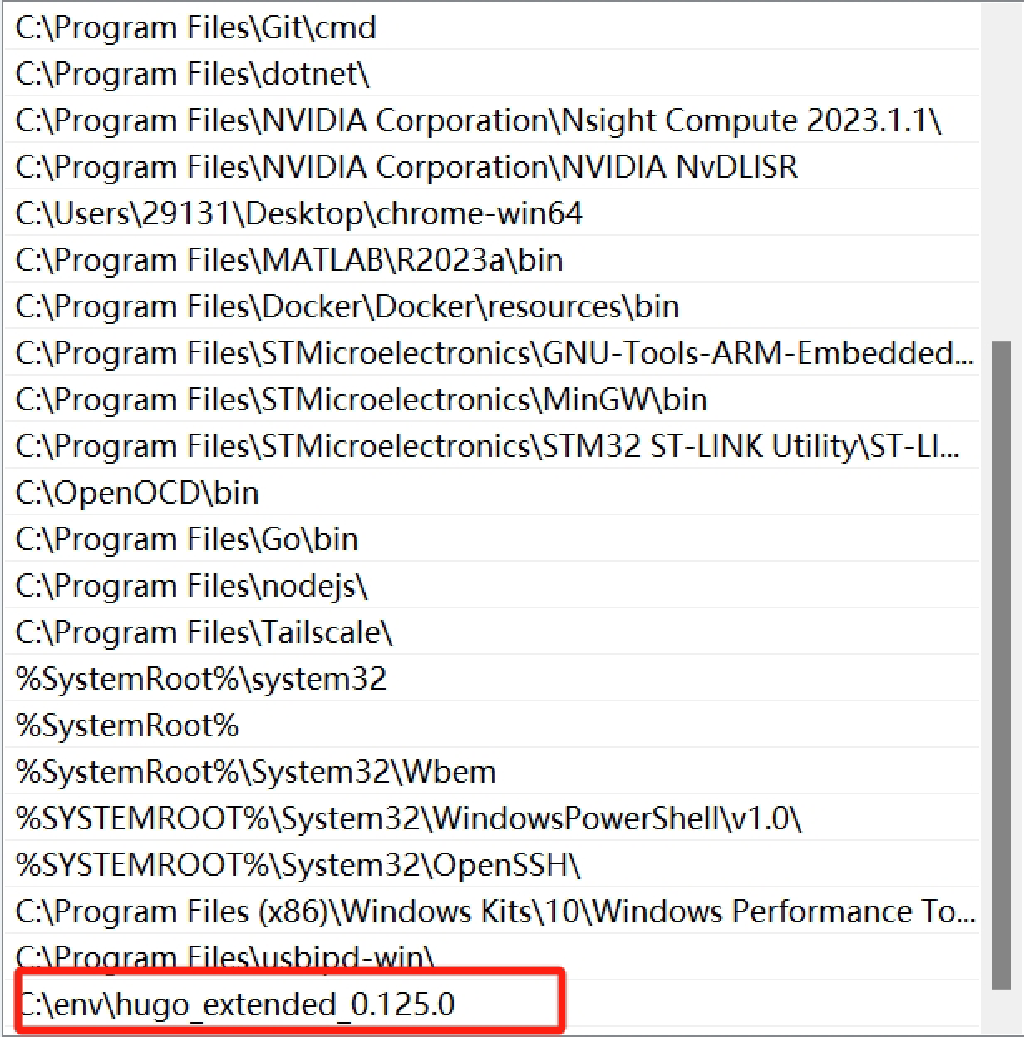 C:\Program Files\Git\cmd
C:\Program Files\dotnet\
C:\Program Files\NVIDIA Corporation\Nsight Compute 2023.1.1\
C:\Program Files\NVIDIA Corporation\NVIDIA NvDLISR
C:\Users\29131\Desktop\chrome-win64
C:\Program Files\MATLAB\R2023a\bin
C:\Program Files\Docker\Docker\resources\bin
C:\Program Files\STMicroelectronics\GNU-Tools-ARM-Embedded...
C:\Program Files\STMicroelectronics\MinGW\bin
C:\Program Files\STMicroelectronics\STM32 ST-LINK Utility\ST-LI...
C:\OpenOCD\bin
C:\Program Files\Go\bin
C:\Program Files\nodejs\
C:\Program Files\Tailscale\
%SystemRoot%\system32
%SystemRoot%
%SystemRoot%\System32\Wbem
%SYSTEMROOT%\System32\WindowsPowerShell\v1.0\
%SYSTEMROOT%\System32\OpenSSH\
C:\Program Files (x86)\Windows Kits\10\Windows Performance To...
C:\Program Files\usbipd-win\
C:\env\hugo_extended_0.125.0